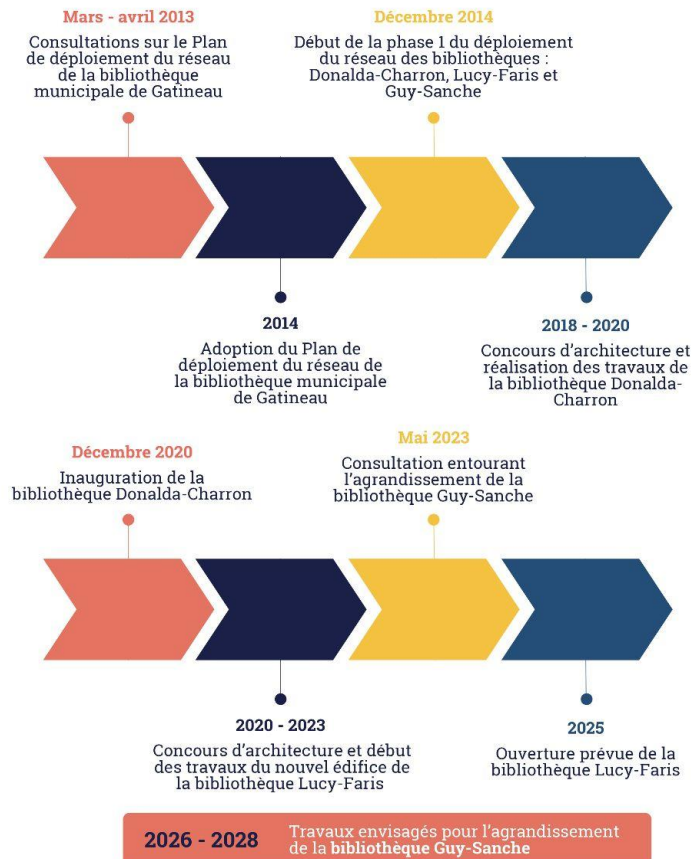 Mars - avril 2013
Consultations sur le Plan
de déploiement du réseau
de la bibliothèque
municipale de Gatineau
Décembre 2014
Début de la phase 1 du déploiement
du réseau des bibliothèques :
Donalda-Charron, Lucy-Faris et
Guy-Sanche
2014
Adoption du Plan de
déploiement du réseau de
la bibliothèque municipale
de Gatineau
2018 - 2020
Concours d'architecture et
réalisation des travaux de
la bibliothèque Donalda-
Charron
Décembre 2020
Inauguration de la
bibliothèque Donalda-Charron
Mai 2023
Consultation entourant
l'agrandissement de la
bibliothèque Guy-Sanche
2020 - 2023
Concours d'architecture et début
des travaux du nouvel édifice de
la bibliothèque Lucy-Faris
2025
Ouverture prévue de la
bibliothèque Lucy-Faris
2026 - 2028
Travaux envisagés pour l'agrandissement
de la bibliothèque Guy-Sanche